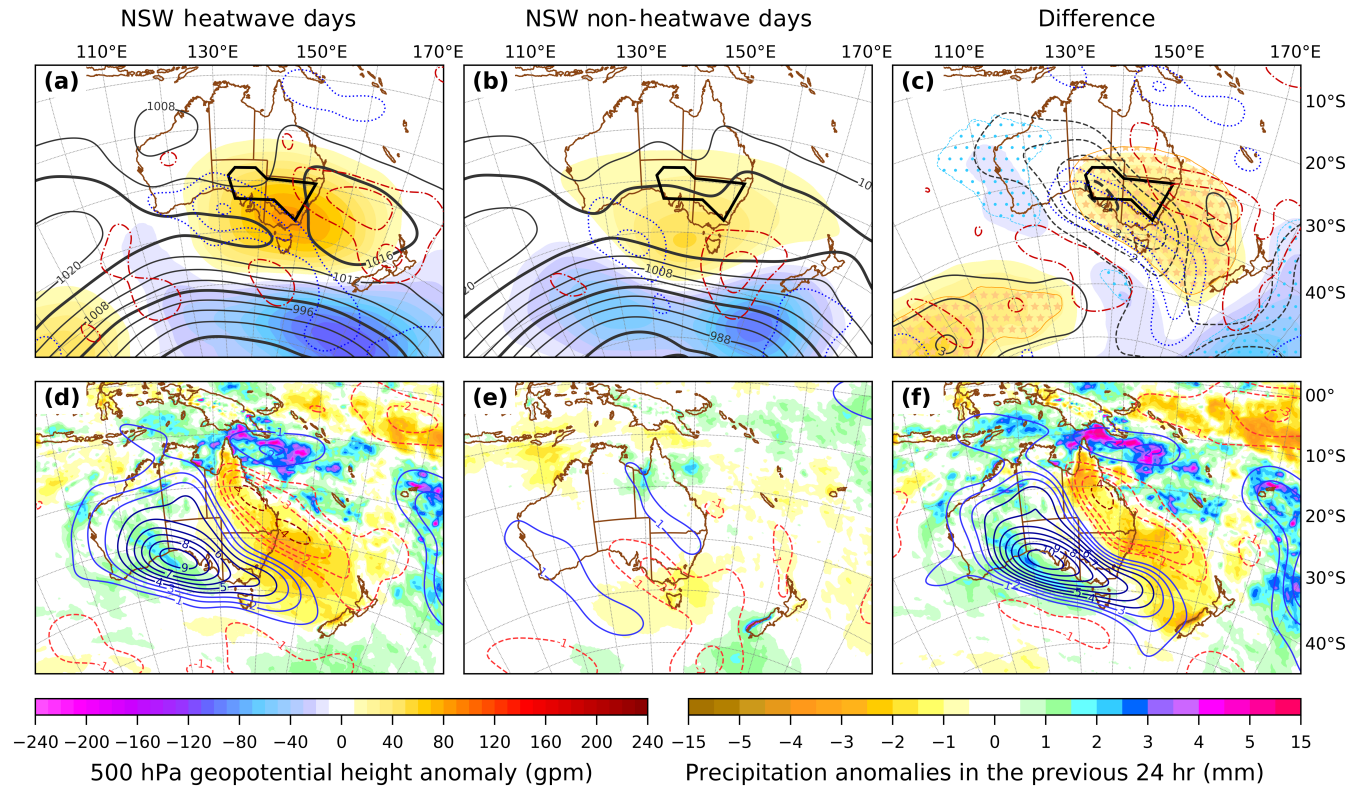 NSW heatwave days NSW non-heatwave days Difference
110°E 130°E 150°E 170°E 110°E 130°E 150°E 170°E 110°E 130°E 150°E 170°E
(a) (b) (c)
1008
10°S
20°S
10
30°S
1016
1020 101 1008
20 40°S
1008 996
988
(d) (e) (f) 00°
10°S
20°S
30°S
40°S
−240 −200 −160 −120 −80 −40 0 40 80 120 160 200 240 −15 −5 −4 −3 −2 −1 0 1 2 3 4 5 15
500 hPa geopotential height anomaly (gpm) Precipitation anomalies in the previous 24 hr (mm)